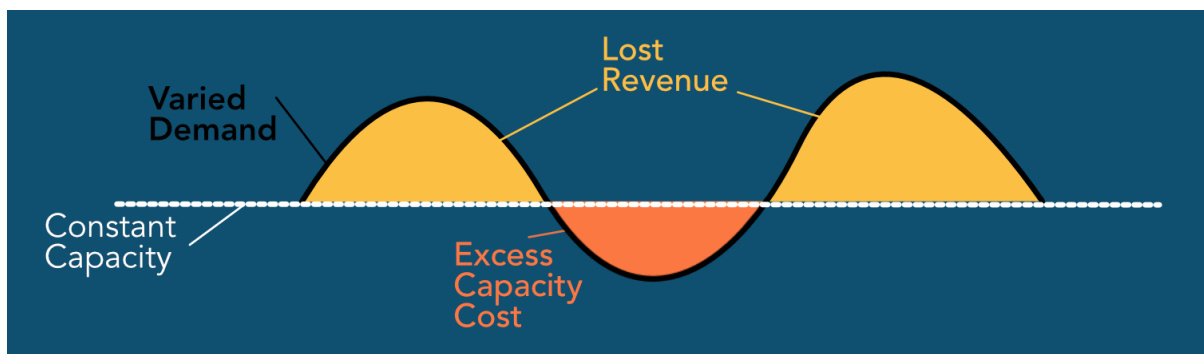 Lost
Revenue
Varied
Demand
Constant
Capacity
Excess
Capacity
Cost